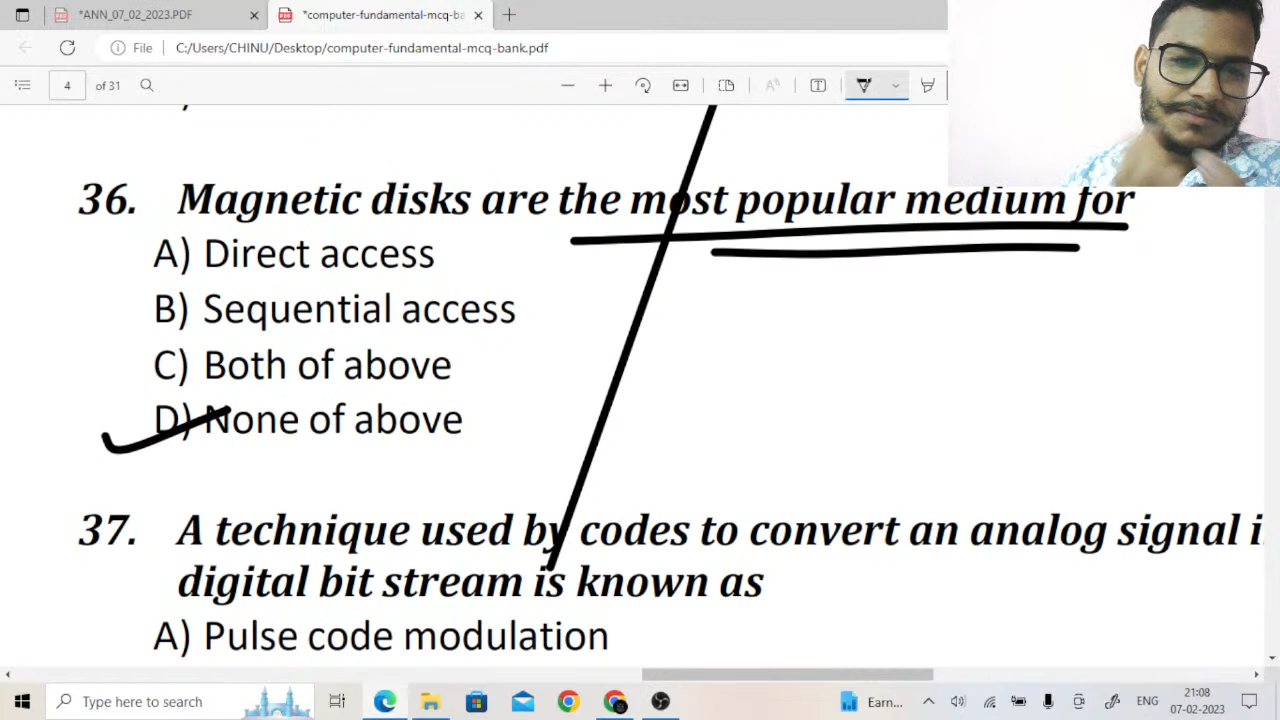 *ANN_07_02_2023.PDF
*computer-fundamental-mcq-ba
File
C:/Users/CHINU/Desktop/computer-fundamental-mcq-bank.pdf
4 of 31
36. Magnetic disks are the most popular medium for
A) Direct access
B) Sequential access
C) Both of above
D) None of above
37. A technique used by codes to convert an analog signal i
digital bit stream is known as
A) Pulse code modulation
Type here to search
Earn...
ENG
21:08
07-02-2023